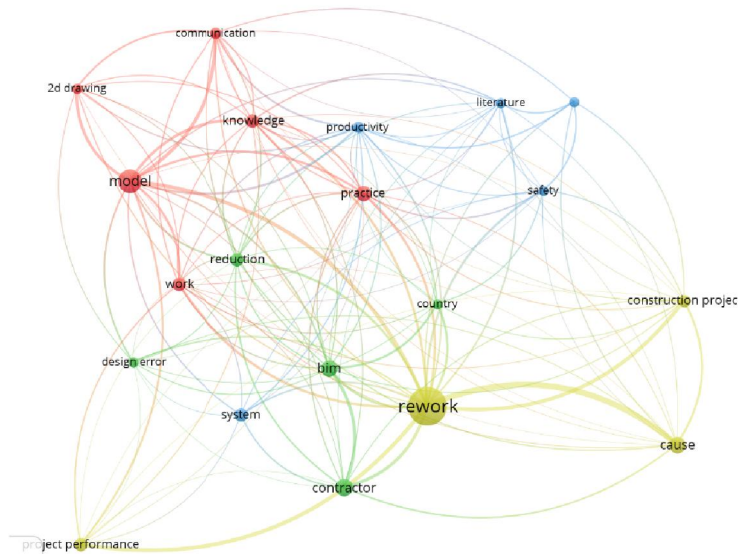 communication
2d drawing
literature
knowledge
productivity
model
practice
safety
reduction
work
country
construction projec
design error
bim
rework
system
cause
contractor
project performance